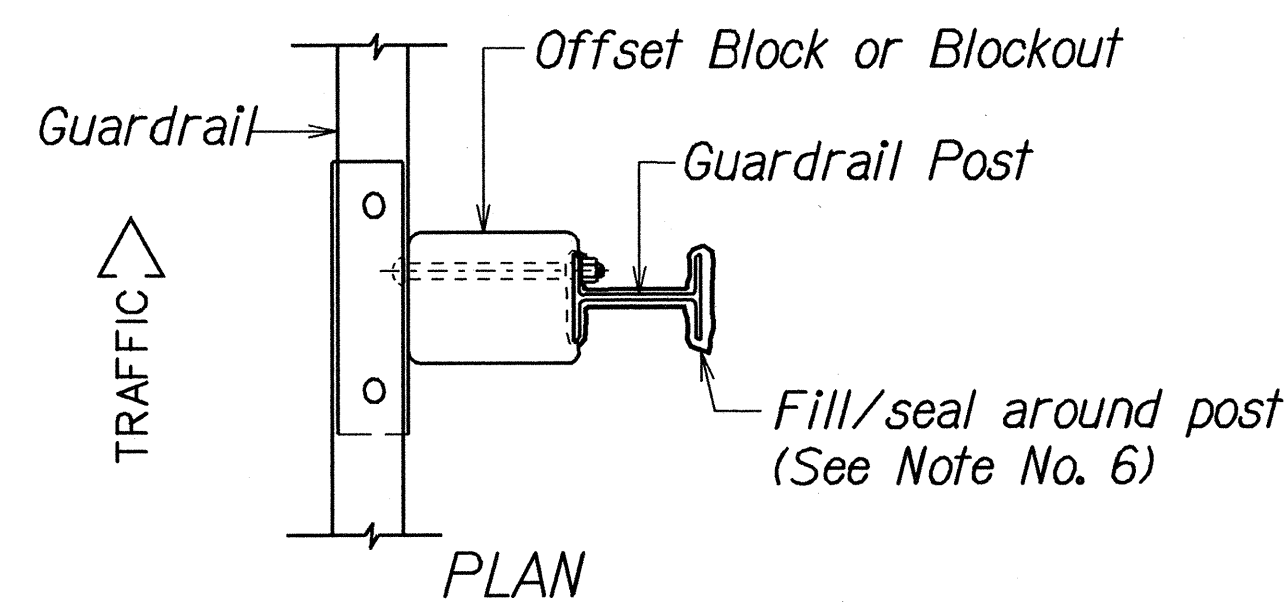 Offset Block or Blockout
Guardrail
Guardrail Post
TRAFFIC
Fill/seal around post
(See Note No. 6)
PLAN